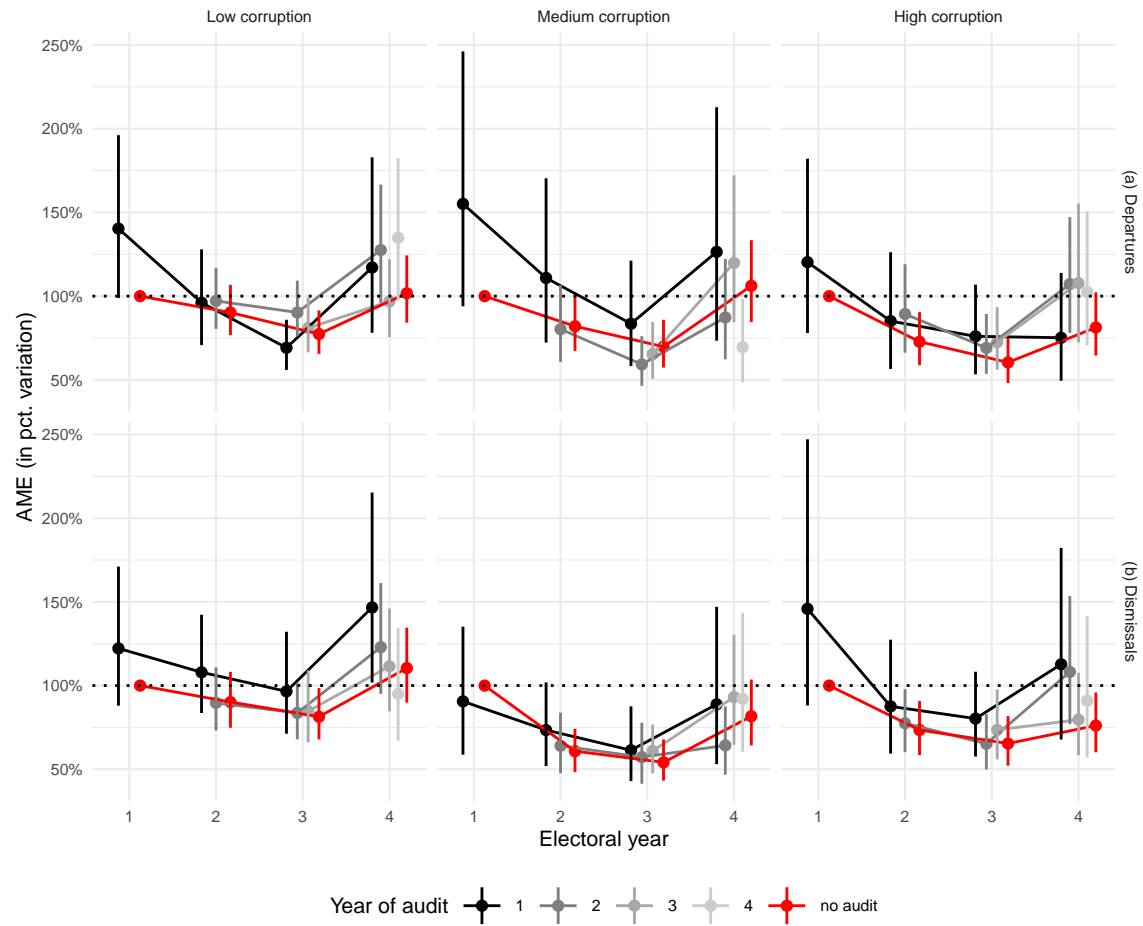 Low corruption
Medium corruption
High corruption
250%
200%
150%
100%
50%
(a) Departures
250%
200%
150%
100%
50%
(b) Dismissals
AME (in pct. variation)
1 2 3 4
1 2 3 4
1 2 3 4
Electoral year
Year of audit 1 2 3 4 no audit